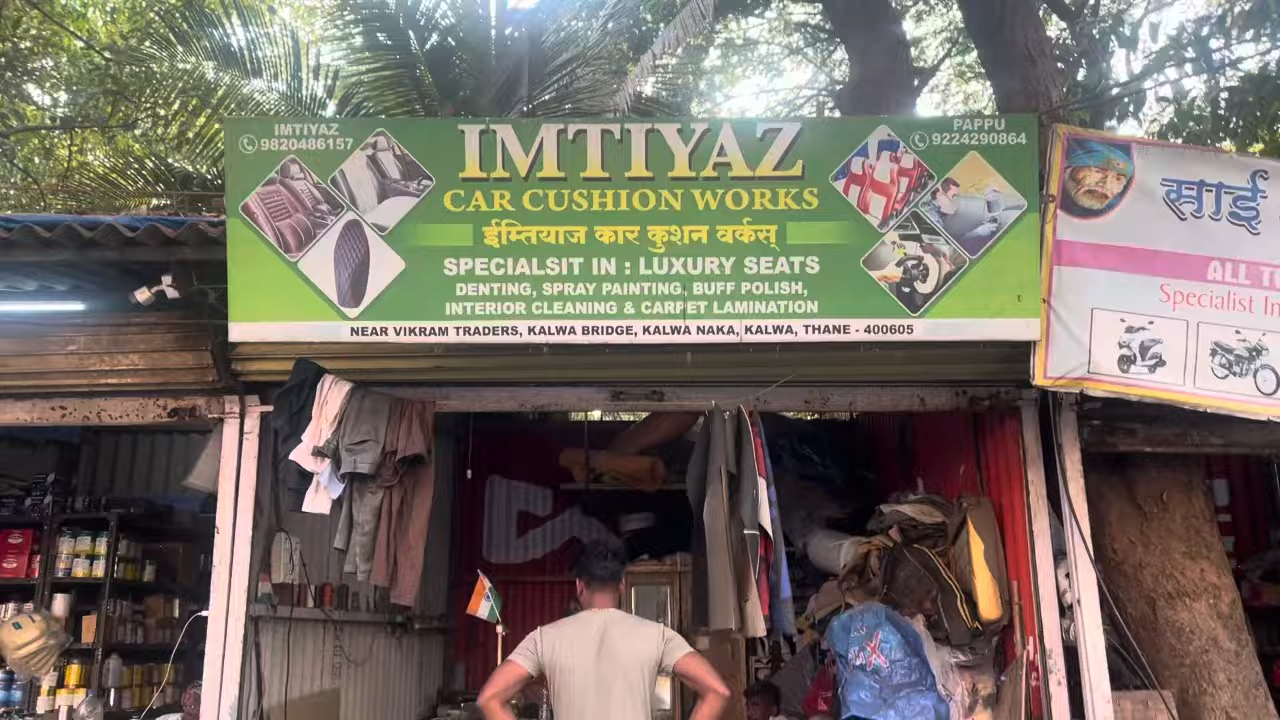 IMTIYAZ
9820486157
IMTIYAZ
PAPPU
9224290864
CAR CUSHION WORKS
ईम्तियाज कार कुशन वर्कस्
SPECIALSIT IN : LUXURY SEATS
DENTING, SPRAY PAINTING, BUFF POLISH,
INTERIOR CLEANING & CARPET LAMINATION
NEAR VIKRAM TRADERS, KALWA BRIDGE, KALWA NAKA, KALWA, THANE - 400605
साई
ALL
Specialist In